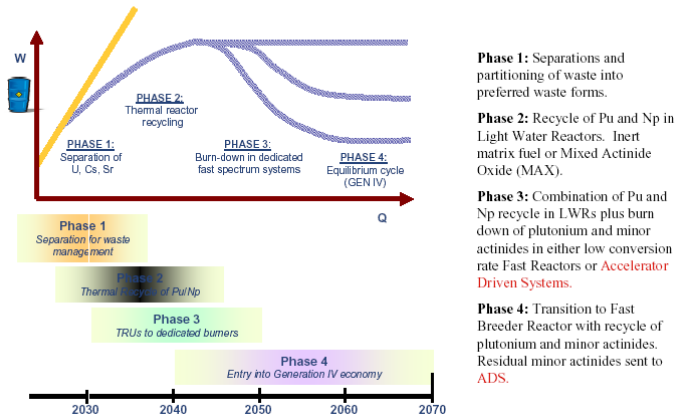 W
PHASE 2:
Thermal reactor
recycling
PHASE 1:
Separation of
U, Cs, Sr
PHASE 3:
Burn-down in dedicated
fast spectrum systems
PHASE 4:
Equilibrium cycle
(GEN IV)
Q
Phase 1
Separation for waste
management
Phase 2
Thermal Recycle of Pu/Np
Phase 3
TRUs to dedicated burners
Phase 4
Entry into Generation IV economy
2030
2040
2050
2060
2070
Phase 1: Separations and
partitioning of waste into
preferred waste forms.
Phase 2: Recycle of Pu and Np in
Light Water Reactors. Inert
matrix fuel or Mixed Actinide
Oxide (MAX).
Phase 3: Combination of Pu and
Np recycle in LWRs plus burn
down of plutonium and minor
actinides in either low conversion
rate Fast Reactors or Accelerator
Driven Systems.
Phase 4: Transition to Fast
Breeder Reactor with recycle of
plutonium and minor actinides.
Residual minor actinides sent to
ADS.